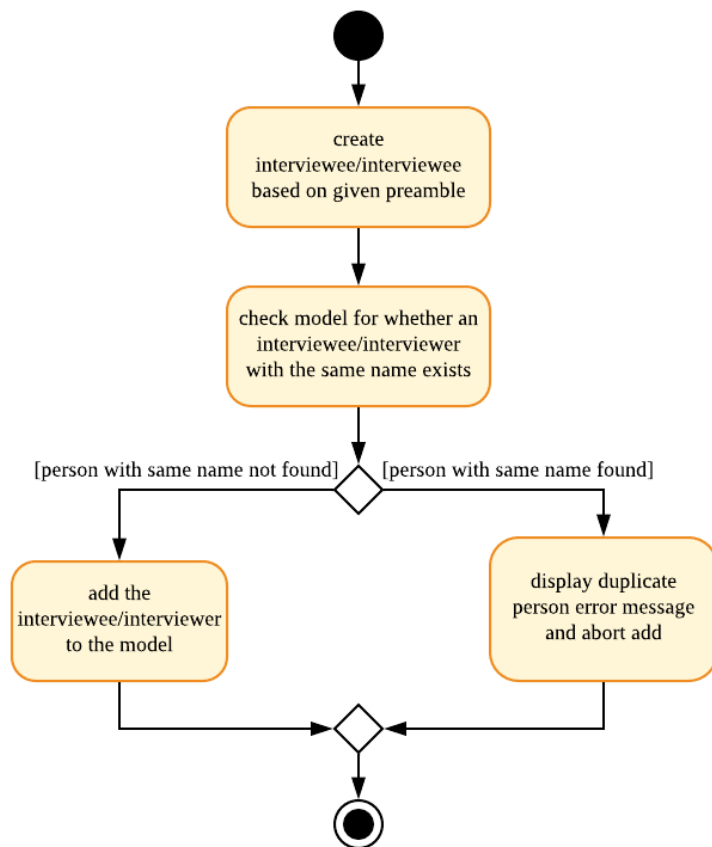 create
interviewee/interviewee
based on given preamble
check model for whether an
interviewee/interviewer
with the same name exists
[person with same name not found]
[person with same name found]
add the
interviewee/interviewer
to the model
display duplicate
person error message
and abort add